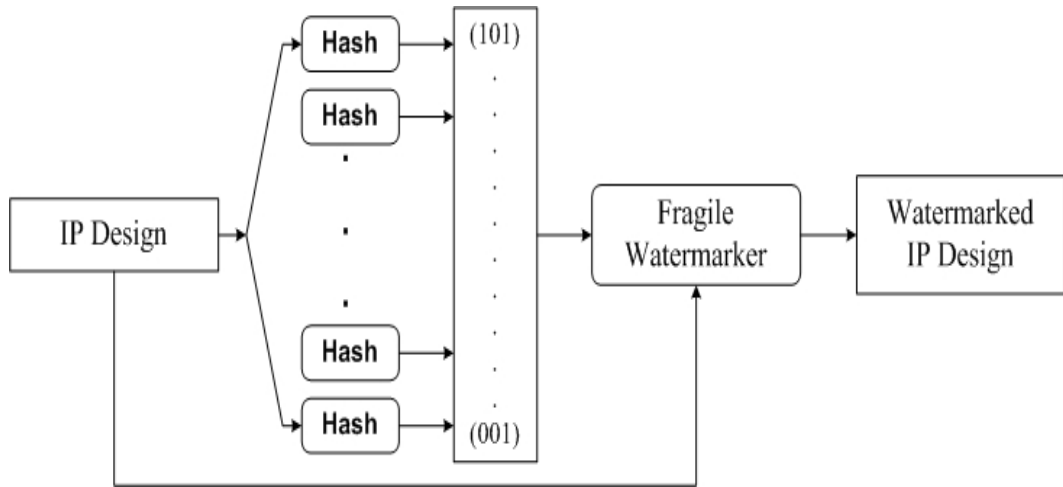 IP Design
Hash
Hash
Hash
Hash
(101)
(001)
Fragile
Watermarker
Watermarked
IP Design